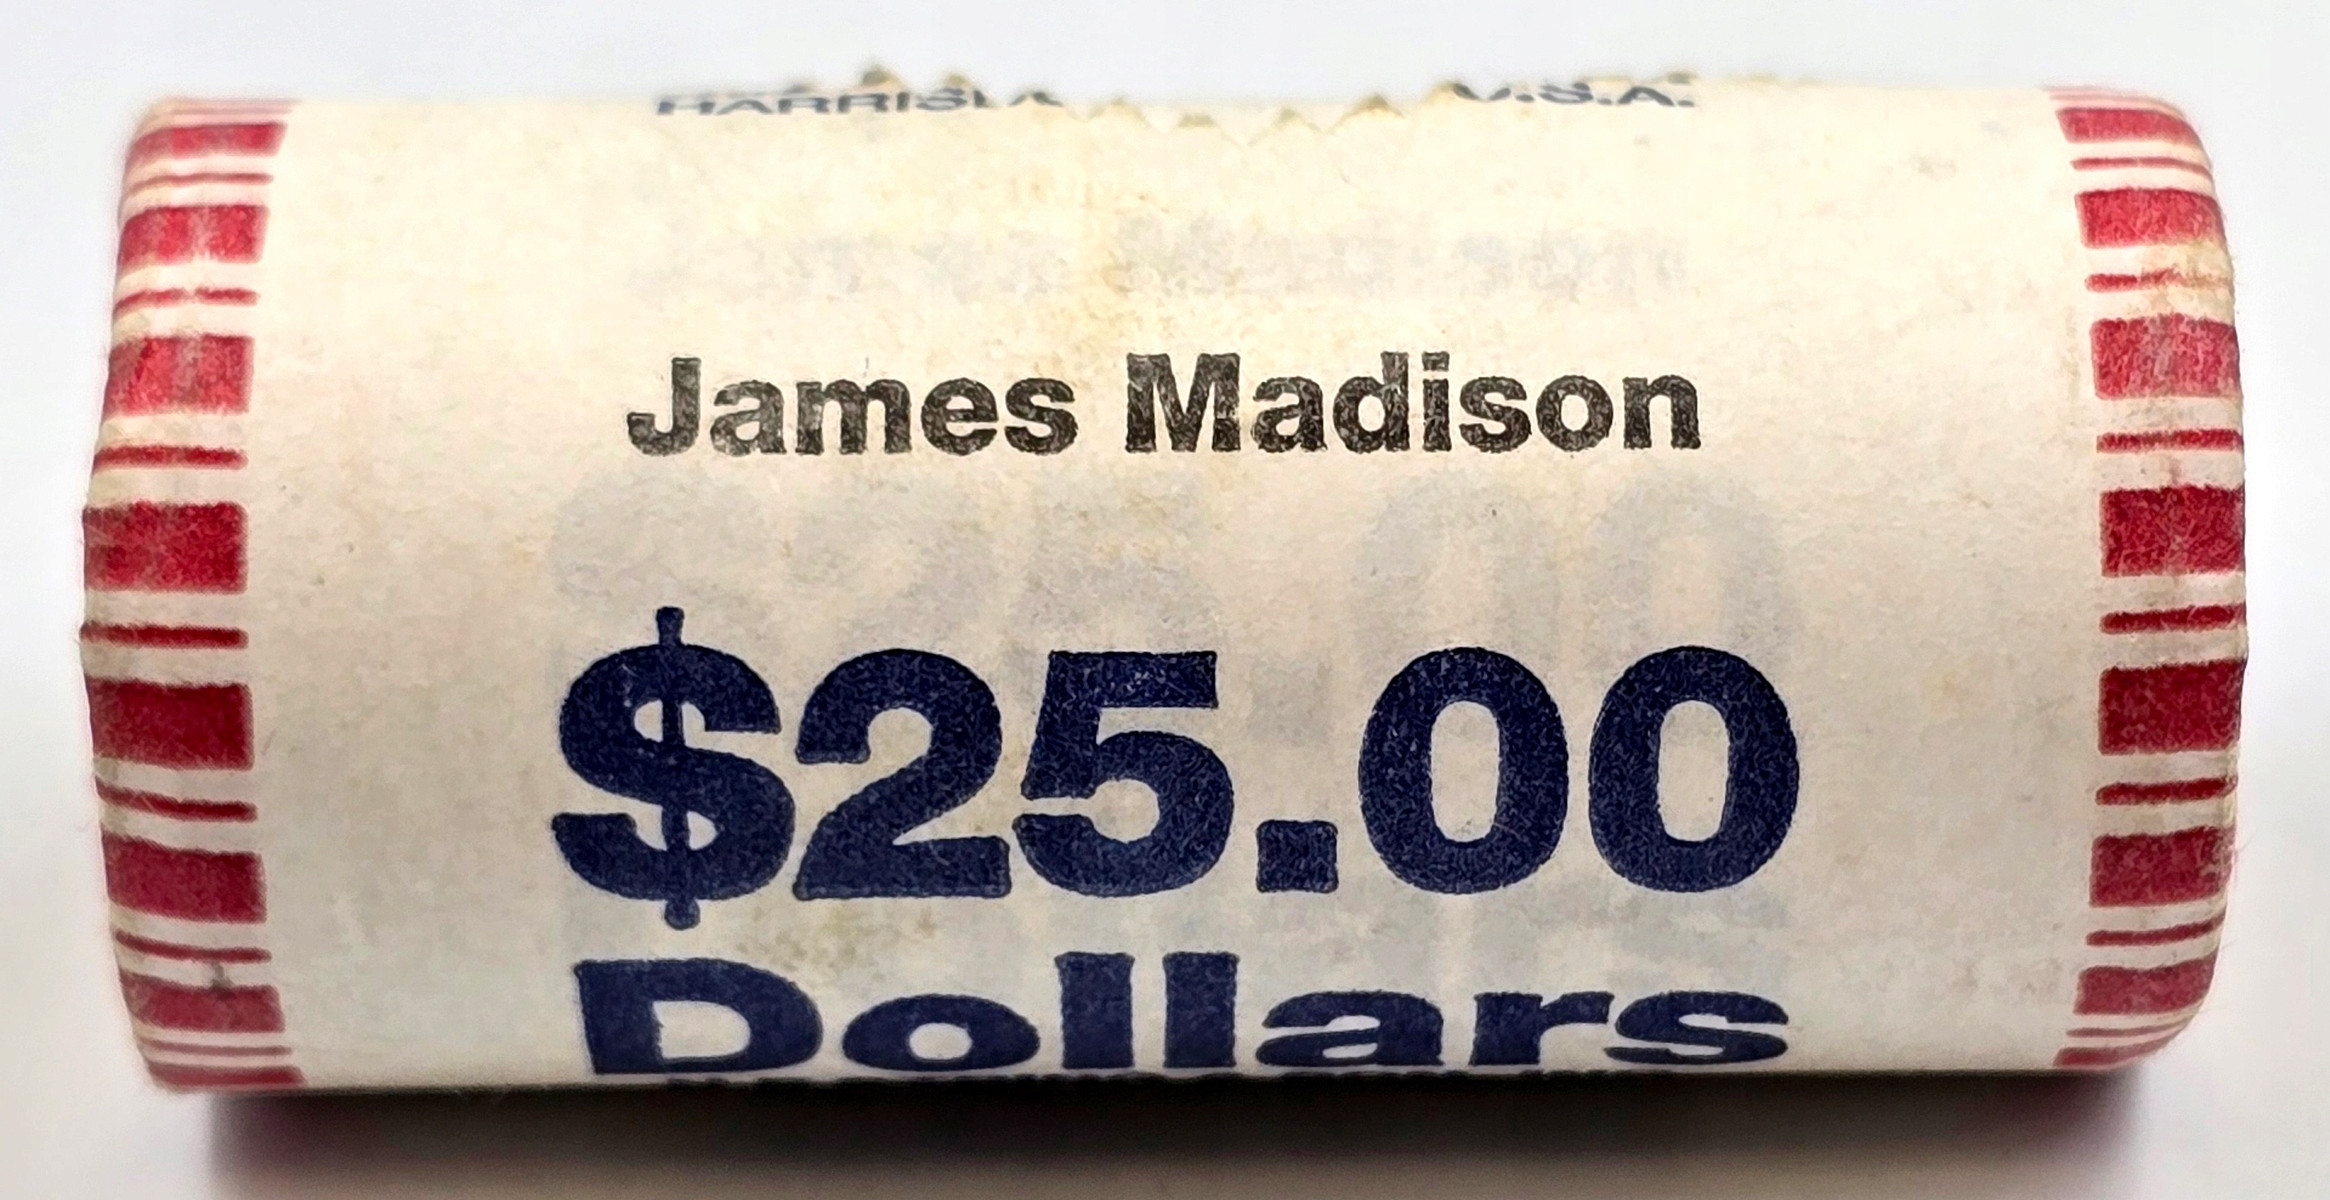 U.S.A.
James Madison
$25.00
Dollars